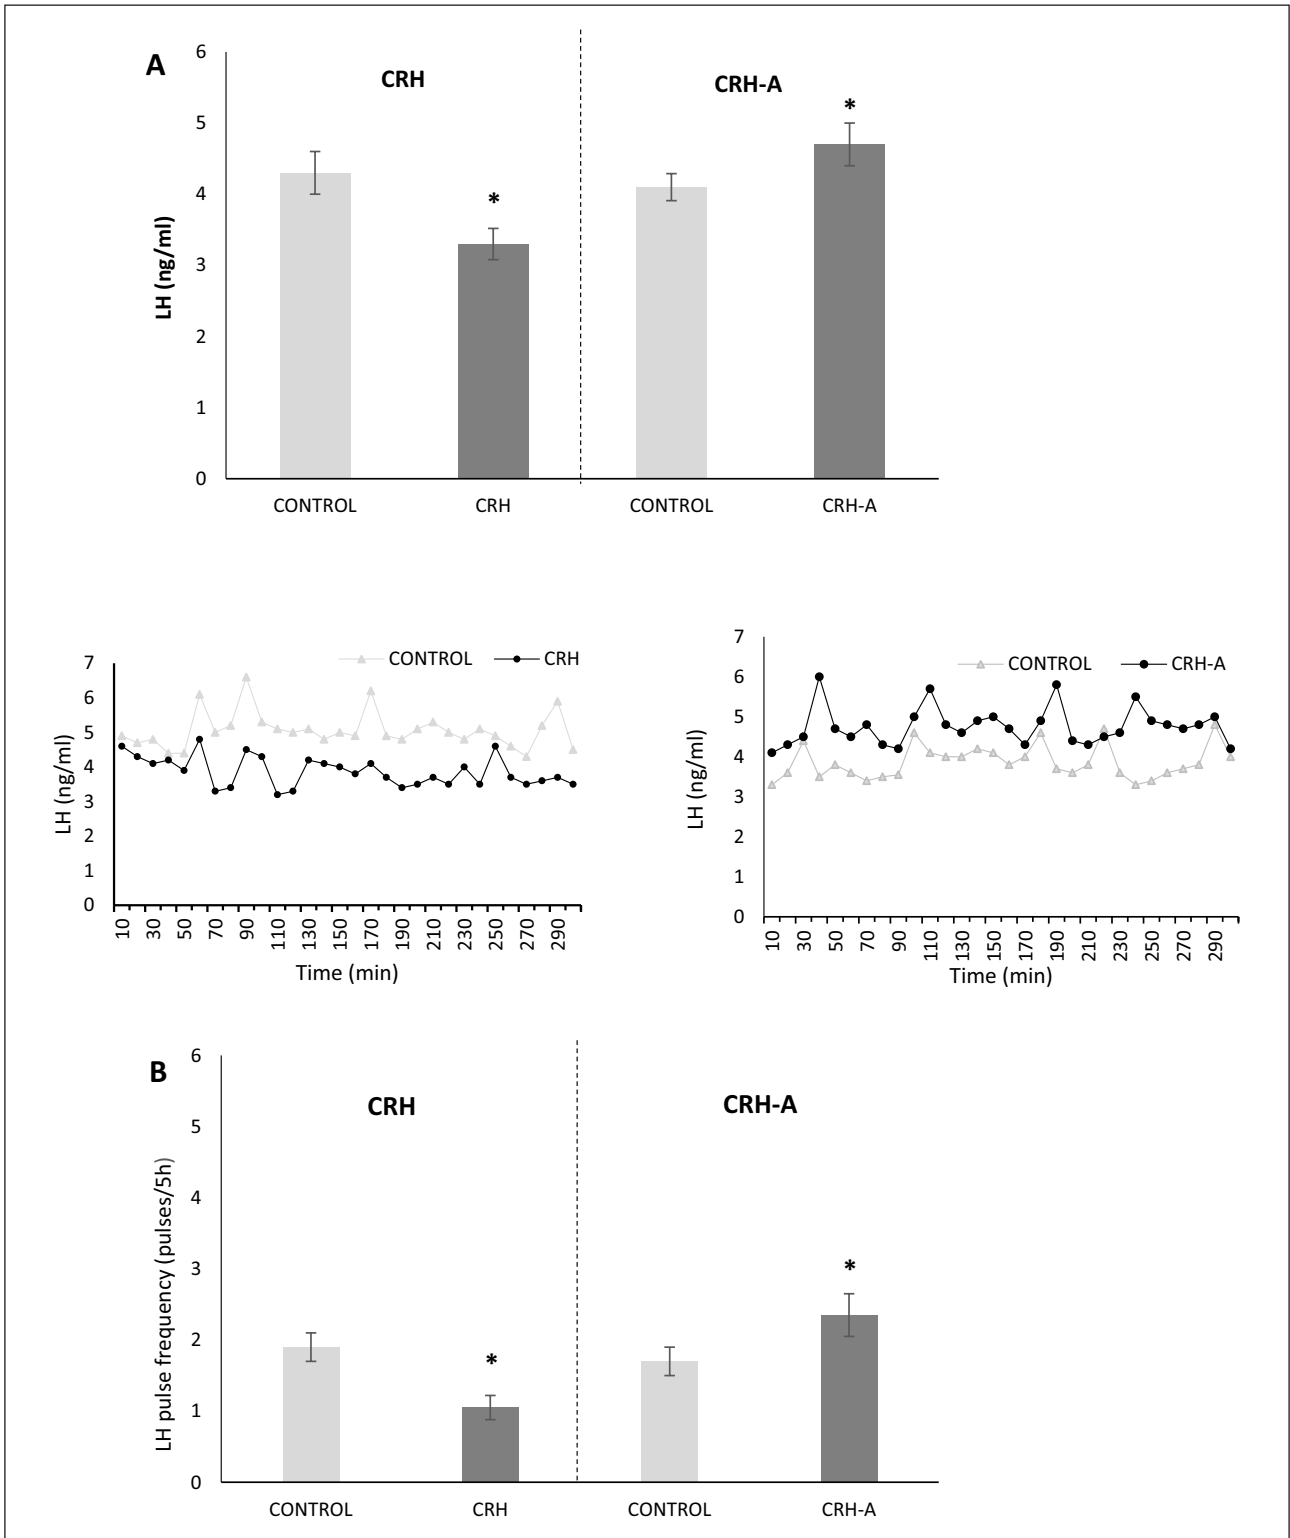 A
CRH
CRH-A
6
5
4
3
2
1
0
LH (ng/ml)
*
*
CONTROL
CRH
CONTROL
CRH-A
CONTROL
CRH
7
6
5
4
3
2
1
0
LH (ng/ml)
10
30
50
70
90
110
130
150
170
190
210
230
250
270
290
Time (min)
CONTROL
CRH-A
7
6
5
4
3
2
1
0
LH (ng/ml)
10
30
50
70
90
110
130
150
170
190
210
230
250
270
290
Time (min)
B
CRH
CRH-A
6
5
4
3
2
1
0
LH pulse frequency (pulses/5h)
*
*
CONTROL
CRH
CONTROL
CRH-A